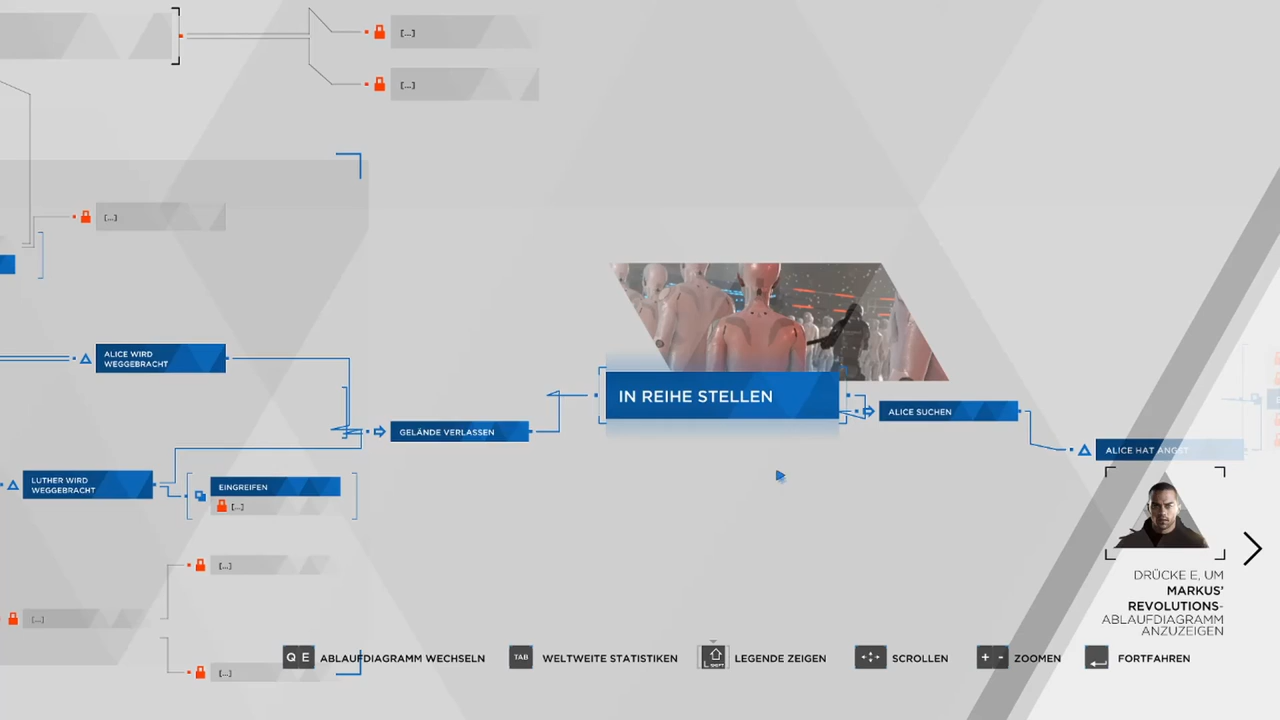 [...]
[...]
[...]
ALICE WIRD
WEGGEBRACHT
IN REIHE STELLEN
ALICE SUCHEN
GELÄNDE VERLASSEN
ALICE HAT ANGST
LUTHER WIRD
WEGGEBRACHT
EINGREIFEN
[...]
[...]
[...]
[...]
DRÜCKE E, UM
MARKUS'
REVOLUTIONS-
ABLAUFDIAGRAMM
ANZUZEIGEN
Q E ABLAUFDIAGRAMM WECHSELN
TAB WELTWEITE STATISTIKEN
L SHIFT LEGENDE ZEIGEN
SCROLLEN
+ - ZOOMEN
FORTFAHREN